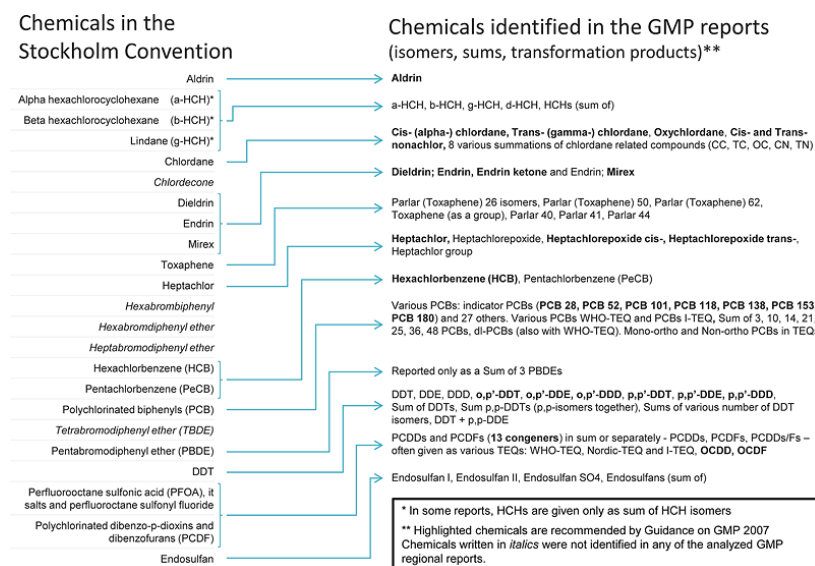 Chemicals in the
Stockholm Convention
Aldrin
Alpha hexachlorocyclohexane (a-HCH)*
Beta hexachlorocyclohexane (b-HCH)*
Lindane (g-HCH)*
Chlordane
Chlordecone
Dieldrin
Endrin
Mirex
Toxaphene
Heptachlor
Hexabrombiphenyl
Hexabromdiphenyl ether
Heptabromodiphenyl ether
Hexachlorbenzene (HCB)
Pentachlorbenzene (PeCB)
Polychlorinated biphenyls (PCB)
Tetrabromodiphenyl ether (TBDE)
Pentabromodiphenyl ether (PBDE)
DDT
Perfluorooctane sulfonic acid (PFOA), it
salts and perfluoroctane sulfonyl fluoride
Polychlorinated dibenzo-p-dioxins and
dibenzofurans (PCDF)
Endosulfan
Chemicals identified in the GMP reports
(isomers, sums, transformation products)**
Aldrin
a-HCH, b-HCH, g-HCH, d-HCH, HCHs (sum of)
Cis- (alpha-) chlordane, Trans- (gamma-) chlordane, Oxychlordane, Cis- and Trans-
nonachlor, 8 various summations of chlordane related compounds (CC, TC, OC, CN, TN)
Dieldrin; Endrin, Endrin ketone and Endrin; Mirex
Parlar (Toxaphene) 26 isomers, Parlar (Toxaphene) 50, Parlar (Toxaphene) 62,
Toxaphene (as a group), Parlar 40, Parlar 41, Parlar 44
Heptachlor, Heptachlorepoxide, Heptachlorepoxide cis-, Heptachlorepoxide trans-,
Heptachlor group
Hexachlorbenzene (HCB), Pentachlorbenzene (PeCB)
Various PCBs: indicator PCBs (PCB 28, PCB 52, PCB 101, PCB 118, PCB 138, PCB 153
PCB 180) and 27 others. Various PCBs WHO-TEQ and PCBs I-TEQ, Sum of 3, 10, 14, 21,
25, 36, 48 PCBs, dl-PCBs (also with WHO-TEQ). Mono-ortho and Non-ortho PCBs in TEQ
Reported only as a Sum of 3 PBDEs
DDT, DDE, DDD, o,p'-DDT, o,p'-DDE, o,p'-DDD, p,p'-DDT, p,p'-DDE, p,p'-DDD,
Sum of DDTs, Sum p,p-DDTs (p,p-isomers together), Sums of various number of DDT
isomers, DDT + p,p-DDE
PCDDs and PCDFs (13 congeners) in sum or separately - PCDDs, PCDFs, PCDDs/Fs –
often given as various TEQs: WHO-TEQ, Nordic-TEQ and I-TEQ, OCDD, OCDF
Endosulfan I, Endosulfan II, Endosulfan SO4, Endosulfans (sum of)
* In some reports, HCHs are given only as sum of HCH isomers
** Highlighted chemicals are recommended by Guidance on GMP 2007
Chemicals written in italics were not identified in any of the analyzed GMP
regional reports.